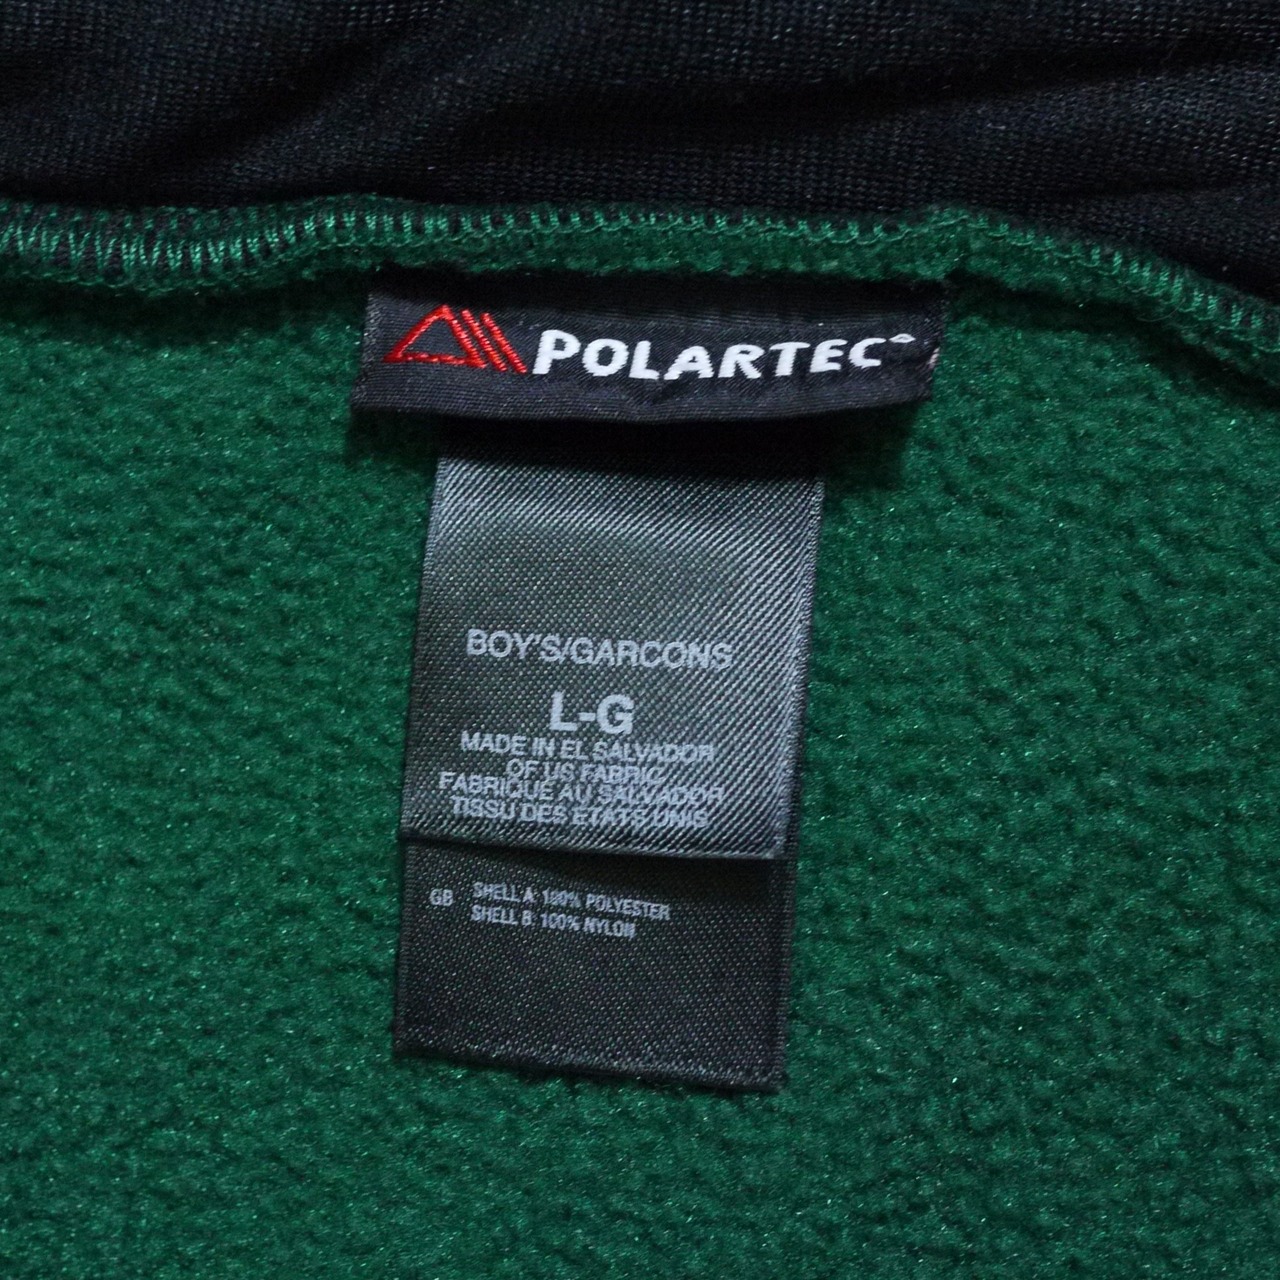 POLARTEC
BOY'S/GARCONS
L-G
MADE IN EL SALVADOR
OF US FABRIC
FABRIQUE AU SALVADOR
TISSU DES ETATS UNIS
GB SHELL A: 100% POLYESTER
SHELL B: 100% NYLON